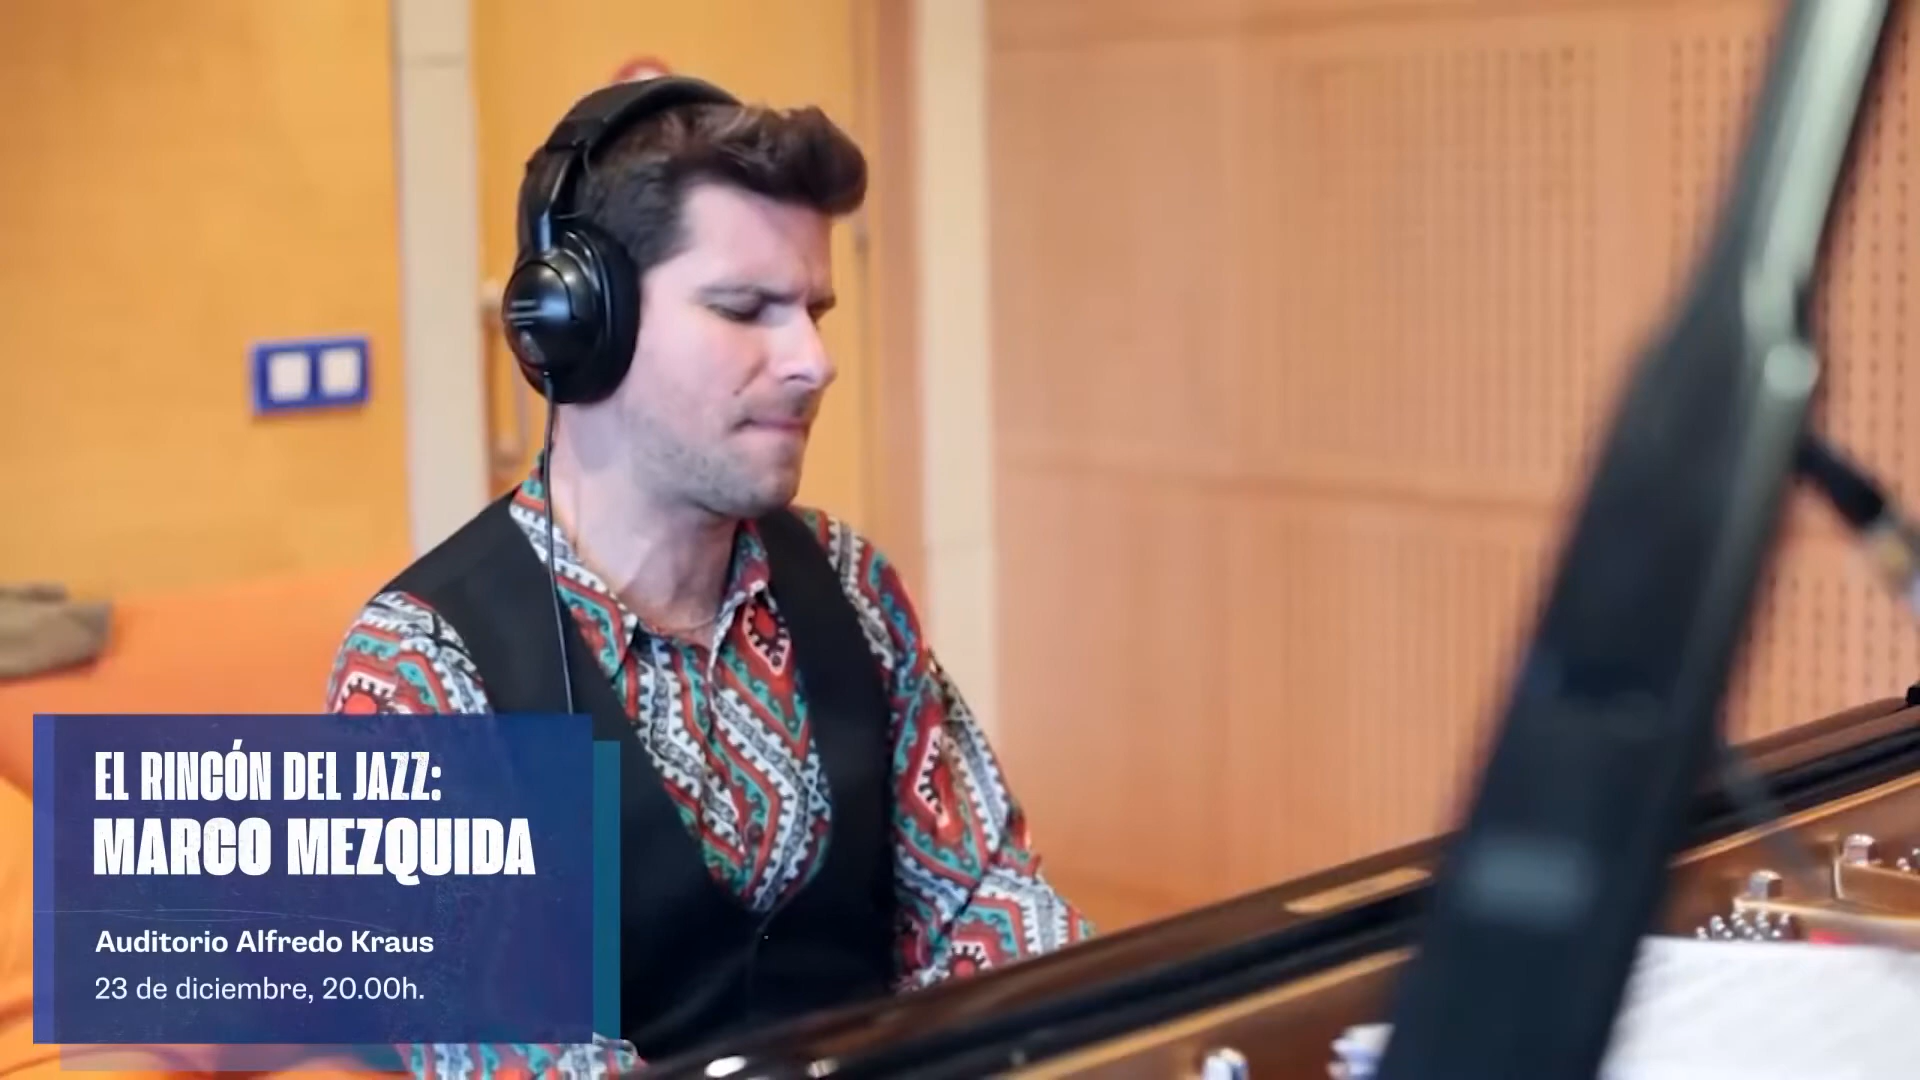 EL RINCÓN DEL JAZZ:
MARCO MEZQUIDA
Auditorio Alfredo Kraus
23 de diciembre, 20.00h.